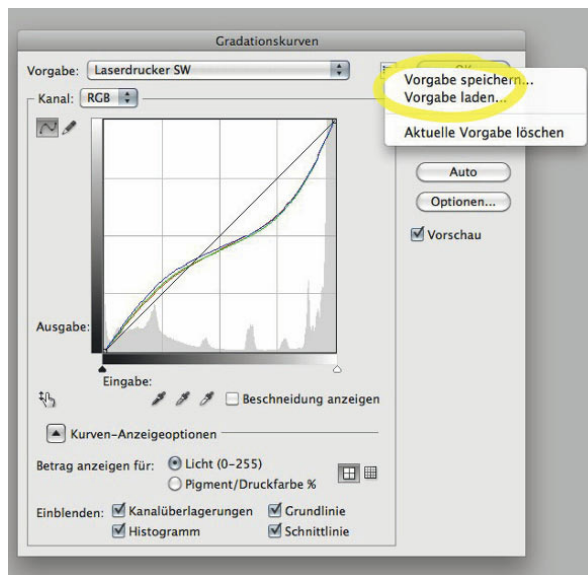 Gradationskurven
Vorgabe: Laserdrucker SW
Vorgabe speichern...
Vorgabe laden...
Aktuelle Vorgabe löschen
Kanal: RGB
Auto
Optionen...
Vorschau
Ausgabe:
Eingabe:
Beschneidung anzeigen
Kurven-Anzeigeoptionen
Betrag anzeigen für: Licht (0-255)
Pigment/Druckfarbe %
Einblenden: Kanalüberlagerungen Grundlinie
Histogramm Schnittlinie